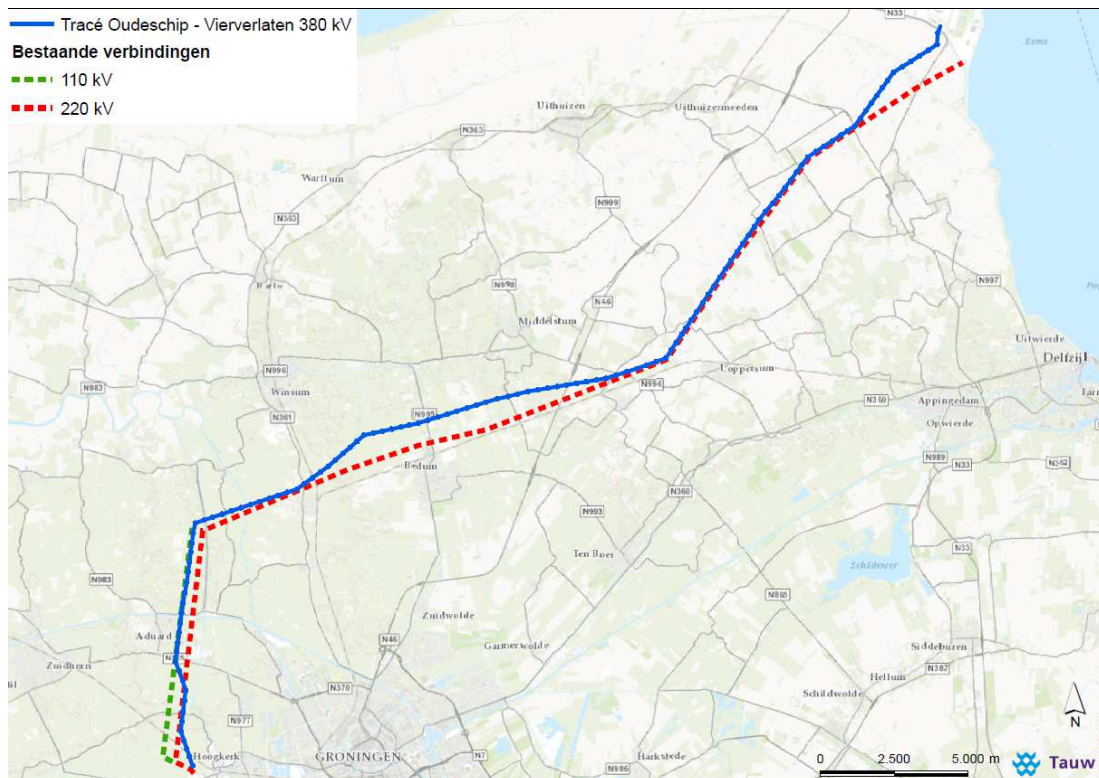 Tracé Oudeschip - Vierverlaten 380 kV
Bestaande verbindingen
110 kV
220 kV
N33
Eems
Uithuizen
Uithuizermeeden
N363
Warffum
N999
N363
N997
N998
N46
Middelstum
Uitwierde
Delfzijl
N996
Loppersum
N996
N983
Winsum
N360
Appingedam
N361
N995
Opwierde
Bedum
N989
N33
N362
N360
N993
Ten Boer
N33
Schildmeer
N983
N865
Zuidwolde
Aduard
N46
Garmerwolde
Siddeburen
Zuidhorn
N387
N370
Hellum
Schildwolde
N977
Hoogkerk
GRONINGEN
N7
Harkstede
N986
N
0
2.500
5.000 m
Tauw